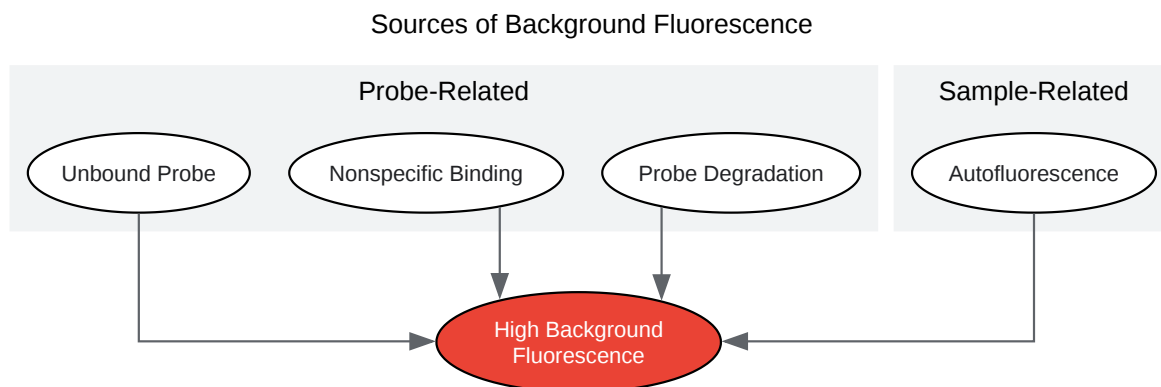 Sources of Background Fluorescence
Probe-Related
Sample-Related
Unbound Probe
Nonspecific Binding
Probe Degradation
Autofluorescence
High Background
Fluorescence